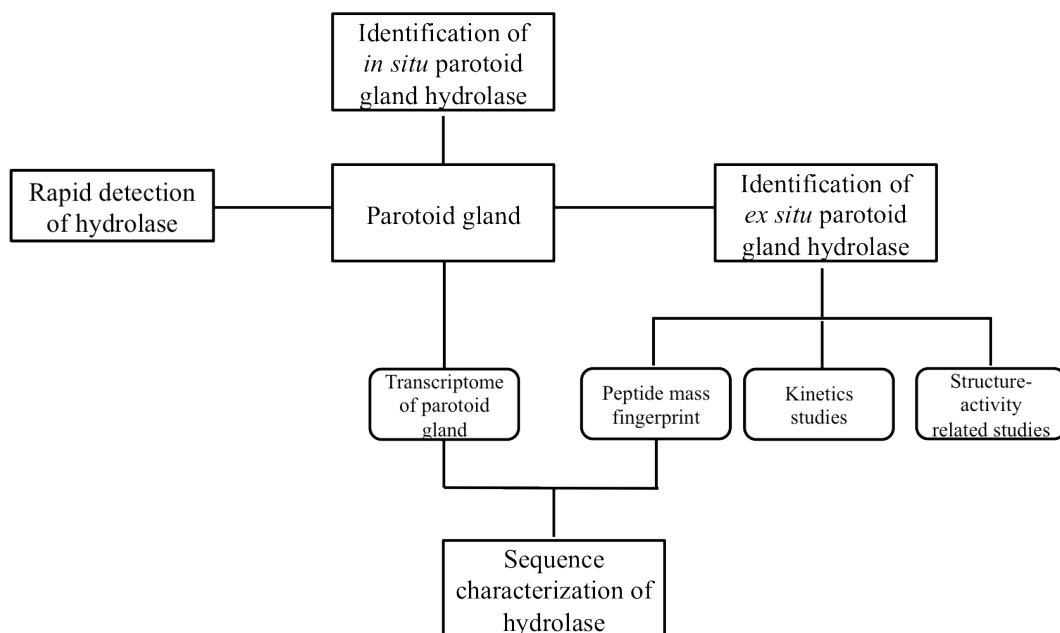 Identification of
in situ parotoid
gland hydrolase
Rapid detection
of hydrolase
Parotoid gland
Identification of
ex situ parotoid
gland hydrolase
Transcriptome
of parotoid
gland
Peptide mass
fingerprint
Kinetics
studies
Structure-
activity
related studies
Sequence
characterization of
hydrolase